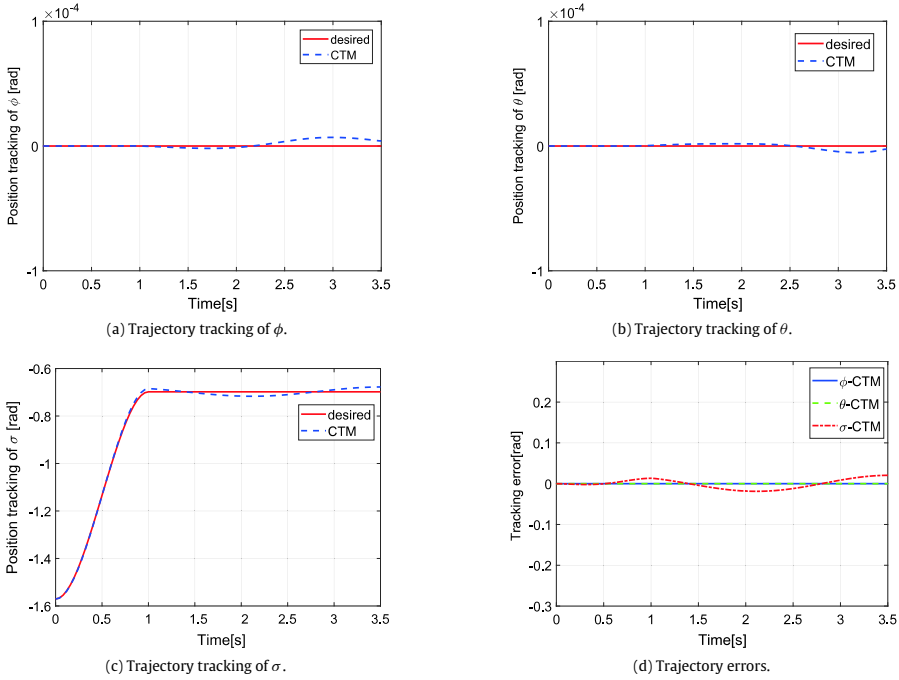 1 ×10⁻⁴
desired
CTM
Position tracking of ϕ [rad]
0
-1
0 0.5 1 1.5 2 2.5 3 3.5
Time[s]
(a) Trajectory tracking of ϕ.
1 ×10⁻⁴
desired
CTM
Position tracking of θ [rad]
0
-1
0 0.5 1 1.5 2 2.5 3 3.5
Time[s]
(b) Trajectory tracking of θ.
-0.6
desired
CTM
Position tracking of σ [rad]
-0.8
-1
-1.2
-1.4
-1.6
0 0.5 1 1.5 2 2.5 3 3.5
Time[s]
(c) Trajectory tracking of σ.
ϕ-CTM
θ-CTM
σ-CTM
Tracking error[rad]
0.2
0.1
0
-0.1
-0.2
-0.3
0 0.5 1 1.5 2 2.5 3 3.5
Time[s]
(d) Trajectory errors.